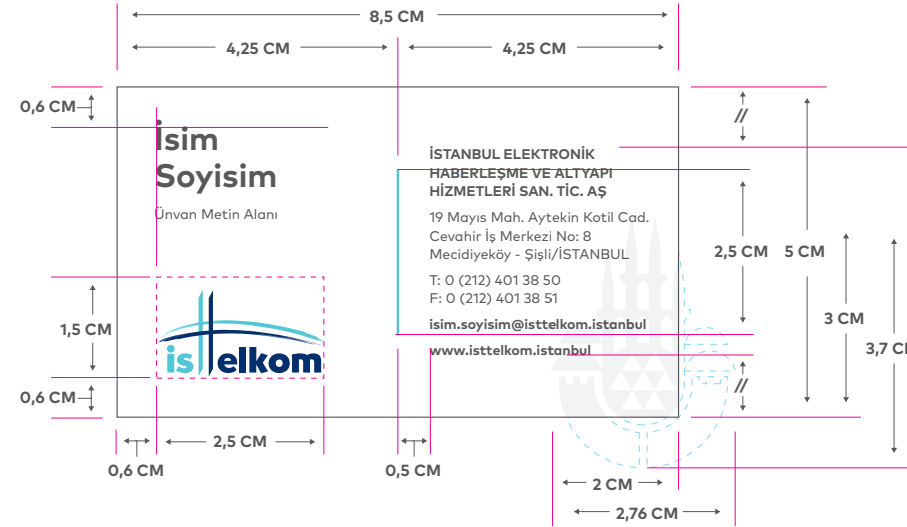 8,5 CM
4,25 CM
4,25 CM
0,6 CM
//
İsim
Soyisim
Ünvan Metin Alanı
İSTANBUL ELEKTRONİK
HABERLEŞME VE ALTYAPI
HİZMETLERİ SAN. TİC. AŞ
19 Mayıs Mah. Aytekin Kotil Cad.
Cevahir İş Merkezi No: 8
Mecidiyeköy - Şişli/İSTANBUL
T: 0 (212) 401 38 50
F: 0 (212) 401 38 51
isim.soyisim@isttelkom.istanbul
www.isttelkom.istanbul
2,5 CM
5 CM
3 CM
3,7 C
1,5 CM
isttelkom
0,6 CM
//
2,5 CM
0,6 CM
0,5 CM
2 CM
2,76 CM